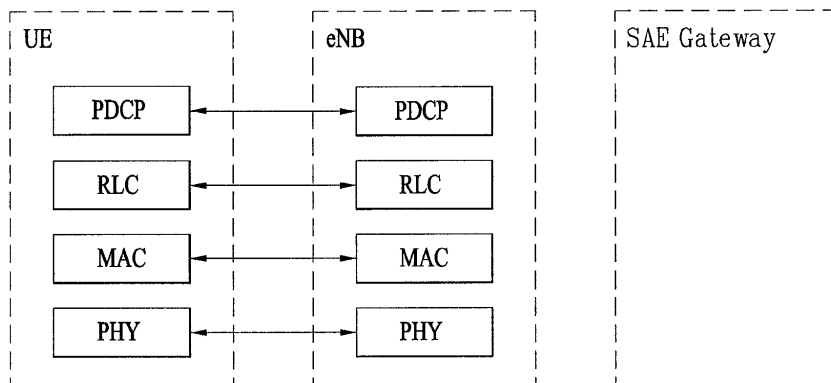 UE
eNB
SAE Gateway
PDCP
PDCP
RLC
RLC
MAC
MAC
PHY
PHY